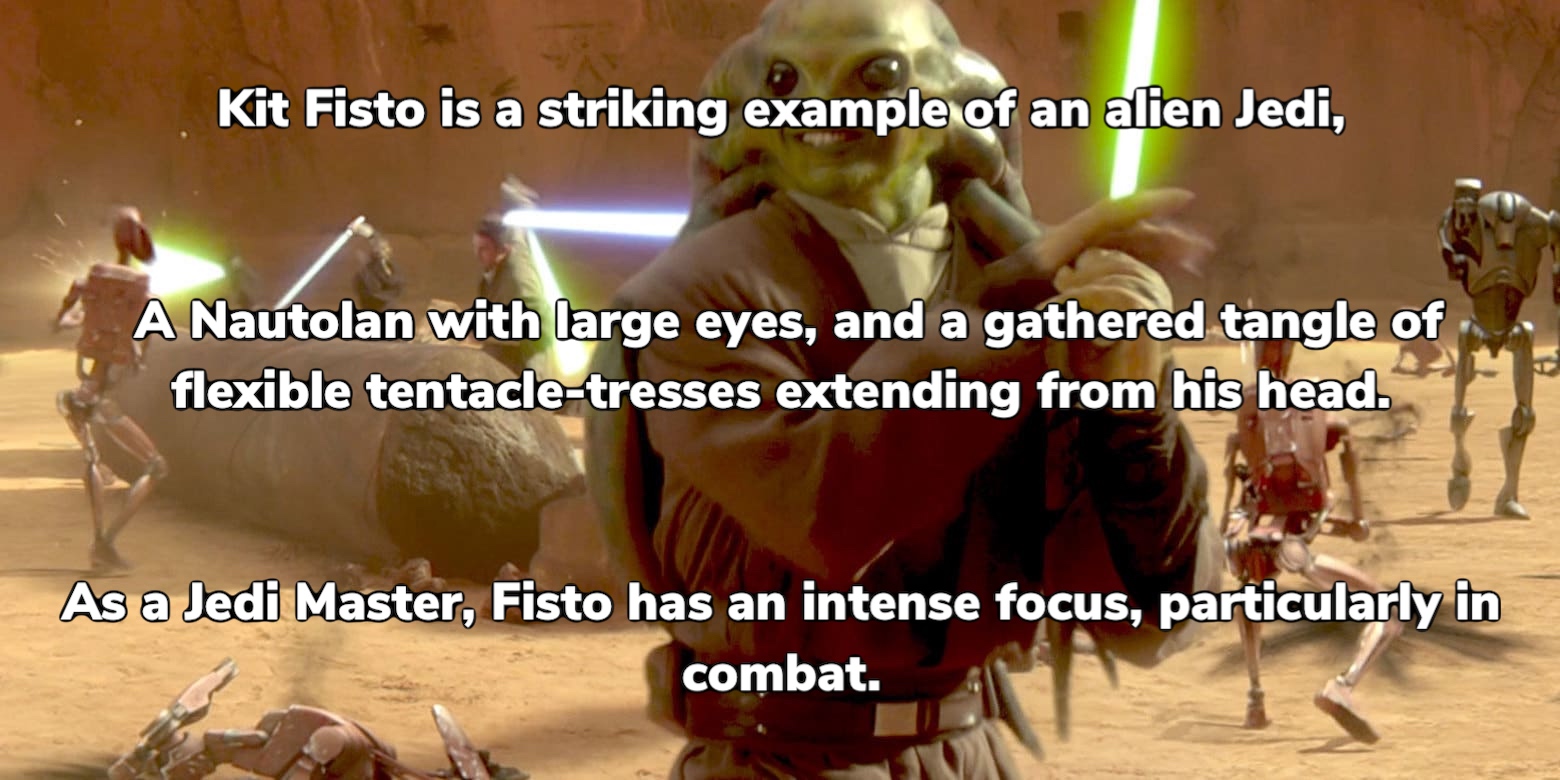 Kit Fisto is a striking example of an alien Jedi,
A Nautolan with large eyes, and a gathered tangle of
flexible tentacle-tresses extending from his head.
As a Jedi Master, Fisto has an intense focus, particularly in
combat.